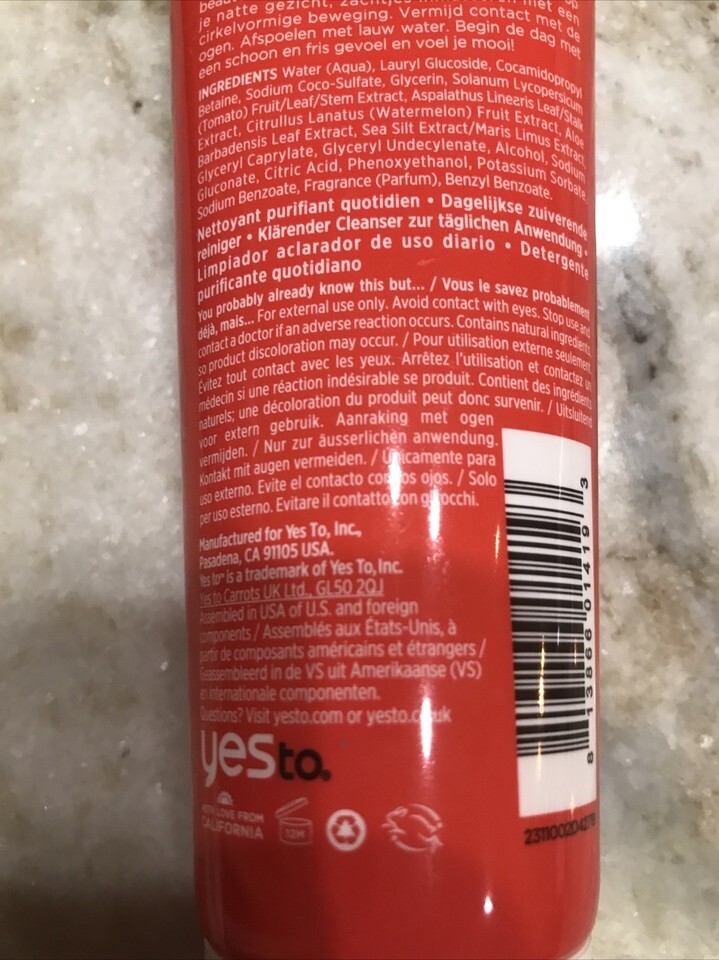 je natte gezicht, zachtjes met een
cirkelvormige beweging. Vermijd contact met de
ogen. Afspoelen met lauw water. Begin de dag met
een schoon en fris gevoel en voel je mooi!
INGREDIENTS Water (Aqua), Lauryl Glucoside, Cocamidopropyl
Betaine, Sodium Coco-Sulfate, Glycerin, Solanum Lycopersicum
(Tomato) Fruit/Leaf/Stem Extract, Aspalathus Linearis Leaf/Stalk
Extract, Citrullus Lanatus (Watermelon) Fruit Extract, Aloe
Barbadensis Leaf Extract, Sea Silt Extract/Maris Limus Extract,
Glyceryl Caprylate, Glyceryl Undecylenate, Alcohol, Sodium
Gluconate, Citric Acid, Phenoxyethanol, Potassium Sorbate,
Sodium Benzoate, Fragrance (Parfum), Benzyl Benzoate.
Nettoyant purifiant quotidien • Dagelijkse zuiverende
reiniger • Klärender Cleanser zur täglichen Anwendung •
Limpiador aclarador de uso diario • Detergente
purificante quotidiano
You probably already know this but... / Vous le savez probablement
déjà, mais... For external use only. Avoid contact with eyes. Stop use and
contact a doctor if an adverse reaction occurs. Contains natural ingredients,
so product discoloration may occur. / Pour utilisation externe seulement.
Évitez tout contact avec les yeux. Arrêtez l'utilisation et contactez un
médecin si une réaction indésirable se produit. Contient des ingrédients
naturels; une décoloration du produit peut donc survenir. / Uitsluitend
voor extern gebruik. Aanraking met ogen
vermijden. / Nur zur äusserlichen anwendung.
Kontakt mit augen vermeiden. / Únicamente para
uso externo. Evite el contacto con los ojos. / Solo
per uso esterno. Evitare il contatto con gli occhi.
Manufactured for Yes To, Inc.,
Pasadena, CA 91105 USA.
Yes to™ is a trademark of Yes To, Inc.
Yes to Carrots UK Ltd., GL50 2QJ
Assembled in USA of U.S. and foreign
components / Assemblés aux États-Unis, à
partir de composants américains et étrangers /
Geassembleerd in de VS uit Amerikaanse (VS)
en internationale componenten.
Questions? Visit yesto.com or yesto.co.uk
yesto.
WITH LOVE FROM
CALIFORNIA
12M
8 13866 01419 3